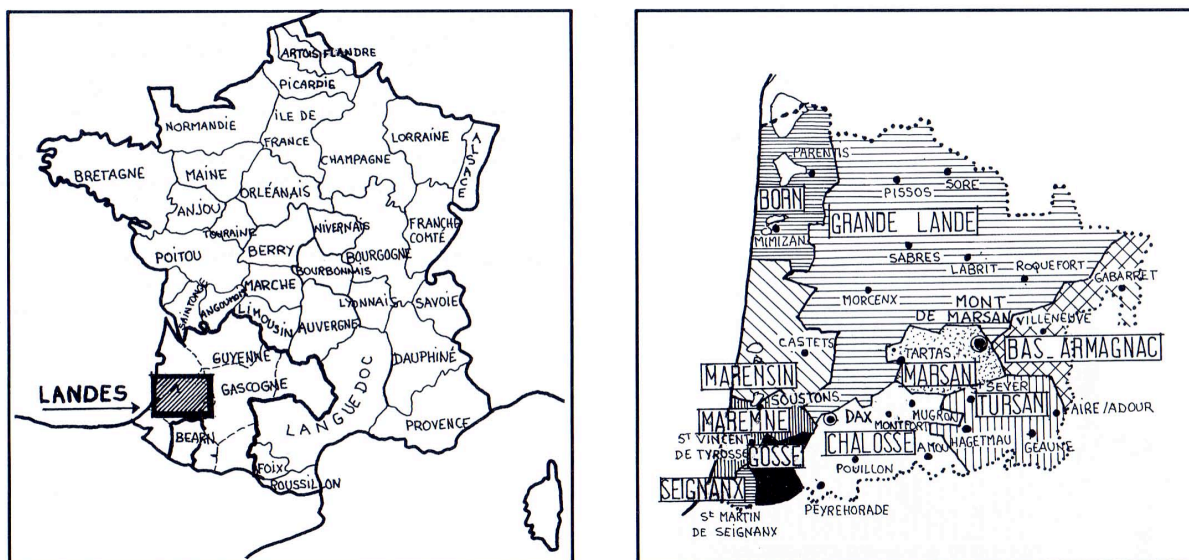 ARTOIS FLANDRE
PICARDIE
NORMANDIE
ÎLE DE
FRANCE
LORRAINE
ALSACE
CHAMPAGNE
BRETAGNE
MAINE
ORLÉANAIS
ANJOU
TOURAINE
NIVERNAIS
FRANCHE
COMTÉ
BERRY
BOURGOGNE
POITOU
BOURBONNAIS
MARCHE
SAINTONGE
ANGOUMOIS
LIMOUSIN
LYONNAIS
SAVOIE
AUVERGNE
GUYENNE
DAUPHINÉ
LANDES
GASCOGNE
LANGUEDOC
PROVENCE
BEARN
FOIX
ROUSSILLON
PARENTIS
SORE
PISSOS
BORN
GRANDE LANDE
MIMIZAN
SABRES
LABRIT
ROQUEFORT
GABARRET
MORCENX
MONT
DE MARSAN
VILLENEUVE
CASTETS
TARTAS
BAS_ARMAGNAC
MARENSIN
MARSAN
St SEVER
SOUSTONS
TURSAN
MAREMNE
DAX
MUGRON
AIRE/ADOUR
MONTFORT
St VINCENT
DE TYROSSE
GOSSE
CHALOSSE
AMOU
HAGETMAU
GEAUNE
POUILLON
SEIGNANX
PEYREHORADE
St MARTIN
DE SEIGNANX